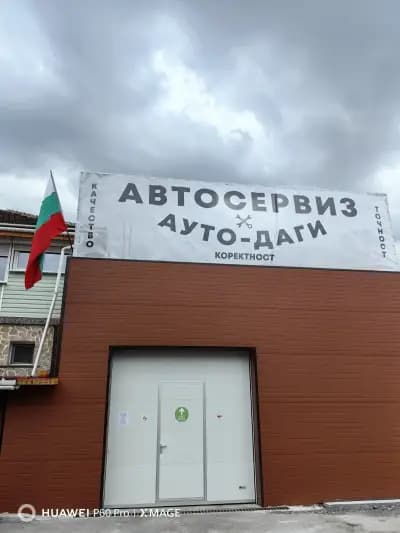 КАЧЕСТВО
АВТОСЕРВИЗ
АУТО-ДАГИ
КОРЕКТНОСТ
ТОЧНОСТ
HUAWEI P60 Pro | XMAGE